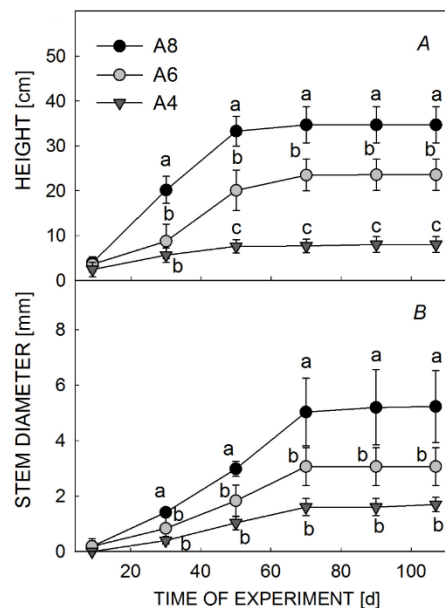 A8
A6
A4
A
HEIGHT [cm]
50
40
30
20
10
0
a a a a a
b b b b b
b c c c c
B
STEM DIAMETER [mm]
8
6
4
2
0
a a a a a
b b b b b
b b b b b
20 40 60 80 100
TIME OF EXPERIMENT [d]